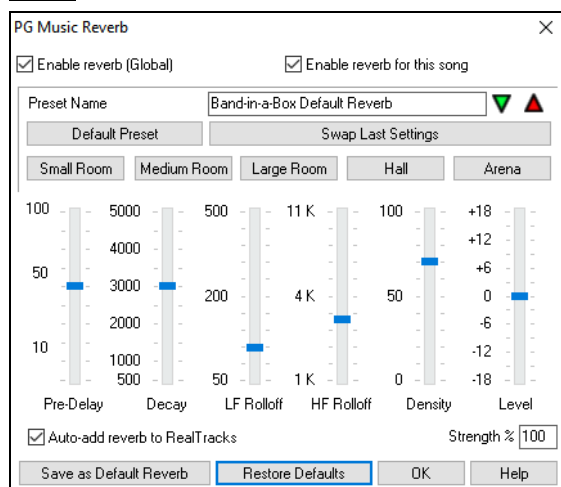 PG Music Reverb
Enable reverb (Global) Enable reverb for this song
Preset Name Band-in-a-Box Default Reverb
Default Preset Swap Last Settings
Small Room Medium Room Large Room Hall Arena
100 5000 500 11 K 100 +18
4000 +12
50 +6
3000 200 4 K 50 0
2000 -6
10 1000 -12
500 50 1 K 0 -18
Pre-Delay Decay LF Rolloff HF Rolloff Density Level
Auto-add reverb to RealTracks Strength % 100
Save as Default Reverb Restore Defaults OK Help